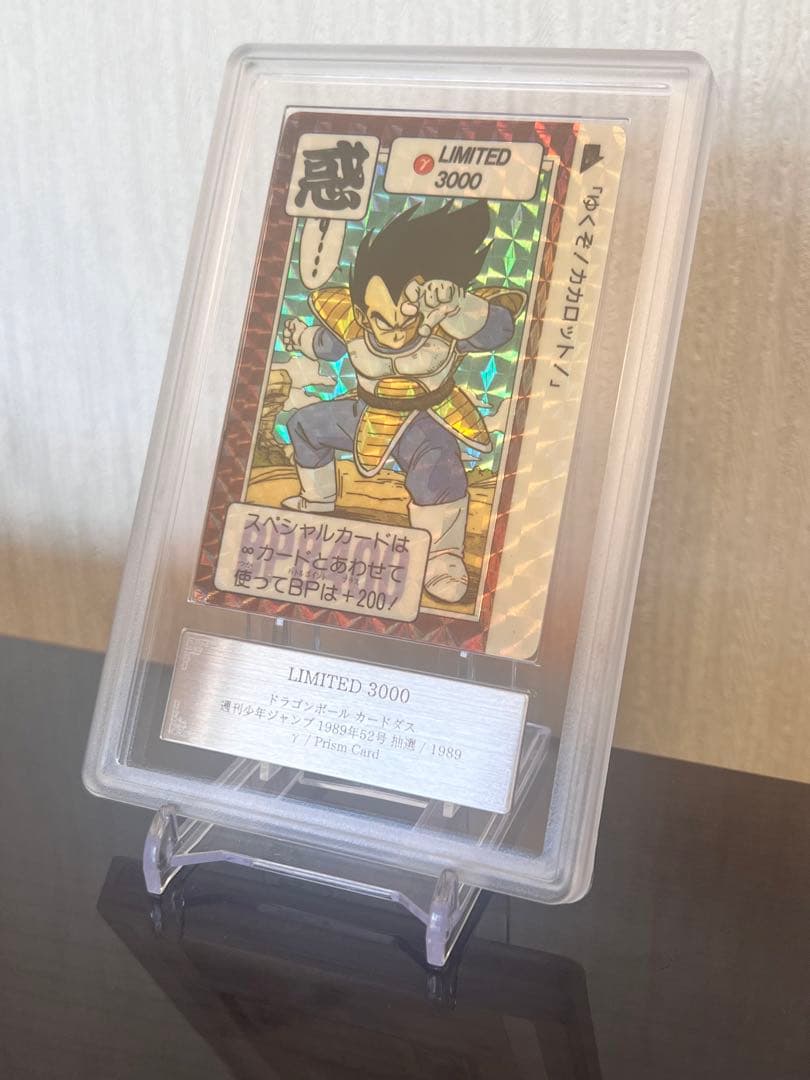 龍
γ LIMITED
3000
「ゆくぞ/カカロット/」
スペシャルカードは
∞カードとあわせて
使ってBPは+200!
LIMITED 3000
ドラゴンボール カードダス
週刊少年ジャンプ 1989年52号 抽選 / 1989
γ / Prism Card